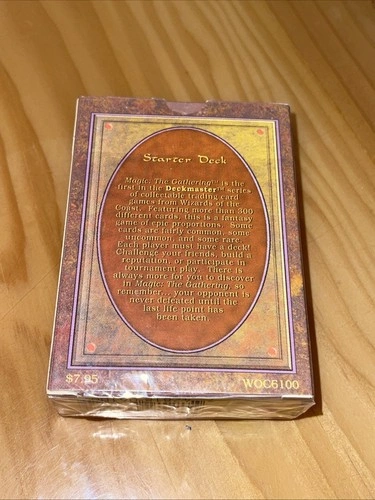 Starter Deck
Magic: The Gathering™ is the
first in the Deckmaster™ series
of collectable trading card
games from Wizards of the
Coast. Featuring more than 300
different cards, this is a fantasy
game of epic proportions. Some
cards are fairly common, some
uncommon, and some rare.
Each player must have a deck!
Challenge your friends, build a
reputation, or participate in
tournament play. There is
always more for you to discover
in Magic: The Gathering, so
remember... your opponent is
never defeated until the
last life point has
been taken.
$7.95
WOC6100